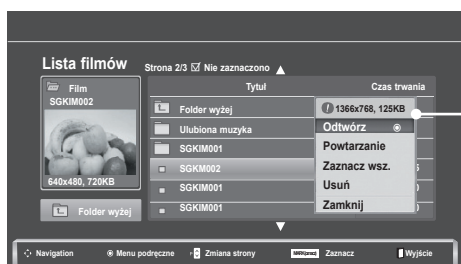 Lista filmów
Strona 2/3 ☑ Nie zaznaczono
Film
SGKIM002
640x480, 720KB
Folder wyżej
Tytuł
Czas trwania
Folder wyżej
Ulubiona muzyka
SGKIM001
SGKIM002
SGKIM001
SGKIM001
1366x768, 125KB
Odtwórz
Powtarzanie
Zaznacz wsz.
Usuń
Zamknij
Navigation
Menu podręczne
Zmiana strony
Zaznacz
Wyjście